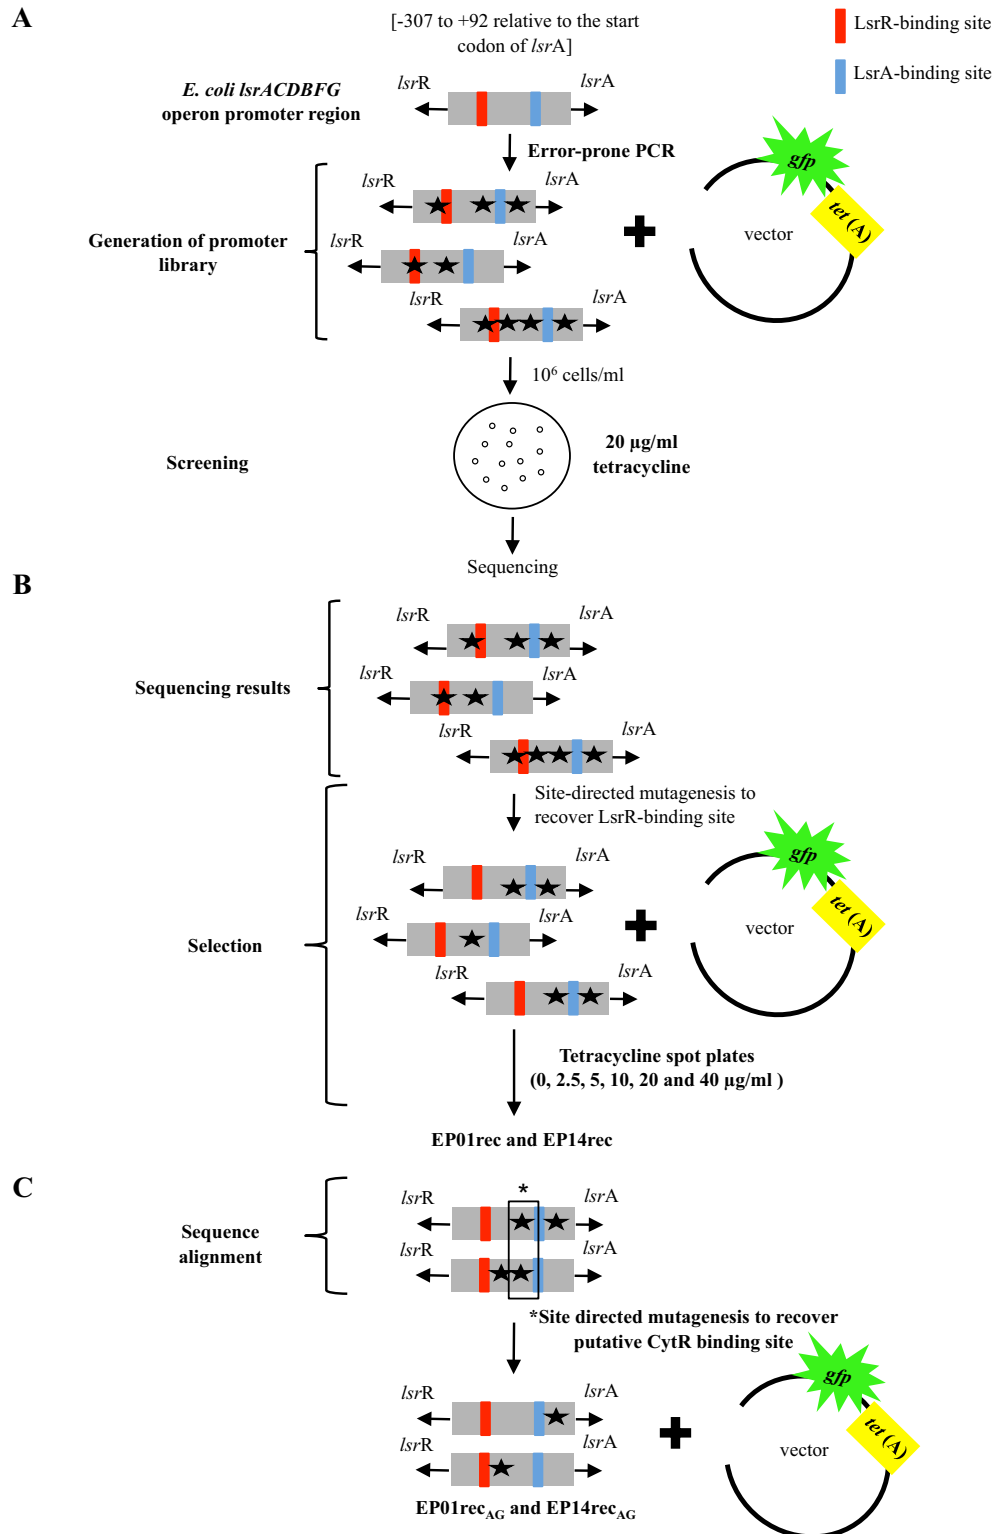 A
[-307 to +92 relative to the start
codon of lsrA]
LsrR-binding site
LsrA-binding site
E. coli lsrACDBFG
operon promoter region
lsrR
lsrA
Error-prone PCR
Generation of promoter
library
lsrR
lsrA
lsrR
lsrA
lsrR
lsrA
gfp
tet (A)
vector
10⁶ cells/ml
Screening
20 µg/ml
tetracycline
Sequencing
B
Sequencing results
lsrR
lsrA
lsrR
lsrA
lsrR
lsrA
Site-directed mutagenesis to
recover LsrR-binding site
Selection
lsrR
lsrA
lsrR
lsrA
lsrR
lsrA
gfp
tet (A)
vector
Tetracycline spot plates
(0, 2.5, 5, 10, 20 and 40 µg/ml )
EP01rec and EP14rec
C
Sequence
alignment
*
lsrR
lsrA
lsrR
lsrA
*Site directed mutagenesis to recover
putative CytR binding site
lsrR
lsrA
lsrR
lsrA
gfp
tet (A)
vector
EP01recAG and EP14recAG